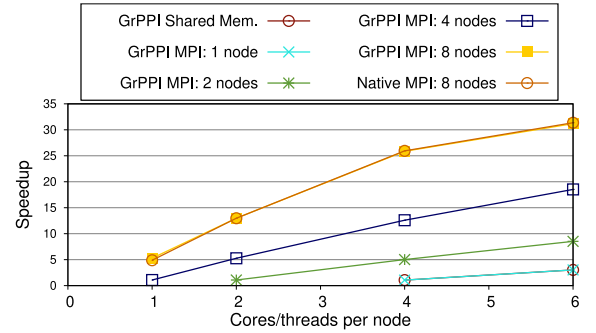 GrPPI Shared Mem. GrPPI MPI: 4 nodes
GrPPI MPI: 1 node GrPPI MPI: 8 nodes
GrPPI MPI: 2 nodes Native MPI: 8 nodes
35
30
25
20
15
10
5
0
Speedup
0 1 2 3 4 5 6
Cores/threads per node